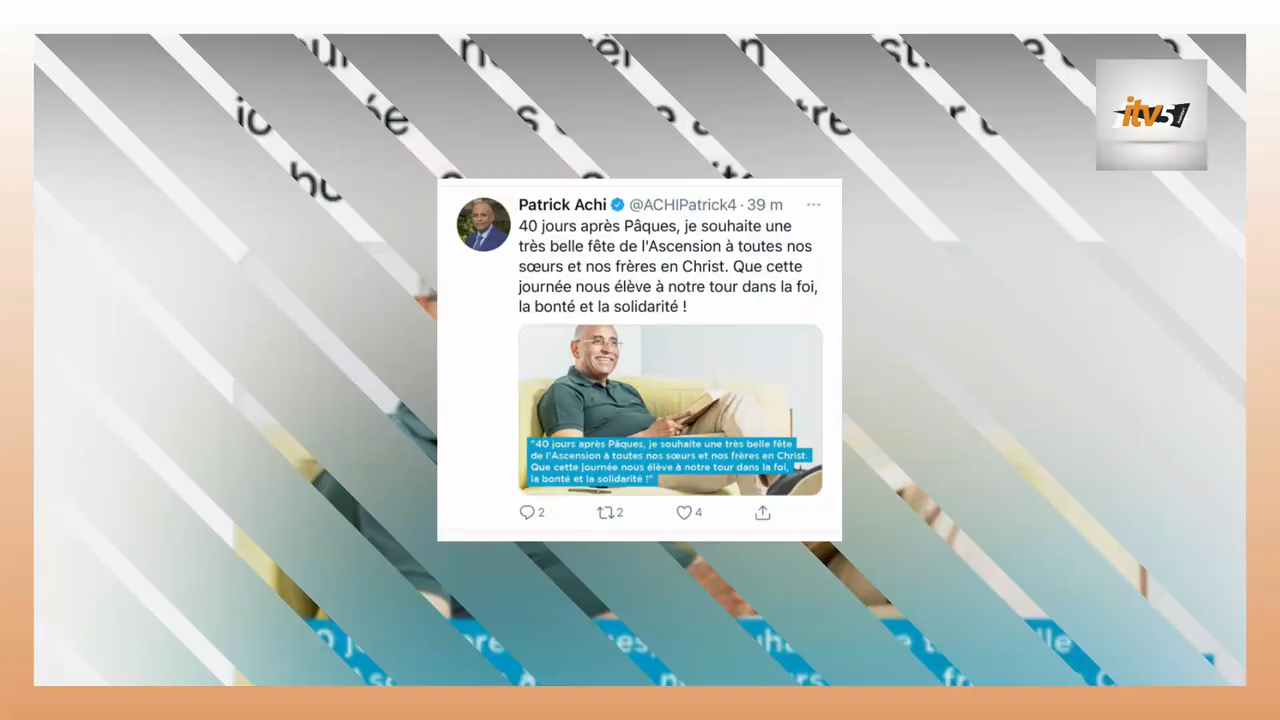 itv5
Patrick Achi @ACHIPatrick4 · 39 m
40 jours après Pâques, je souhaite une
très belle fête de l'Ascension à toutes nos
sœurs et nos frères en Christ. Que cette
journée nous élève à notre tour dans la foi,
la bonté et la solidarité !
"40 jours après Pâques, je souhaite une très belle fête
de l'Ascension à toutes nos sœurs et nos frères en Christ.
Que cette journée nous élève à notre tour dans la foi,
la bonté et la solidarité !"
2 2 4